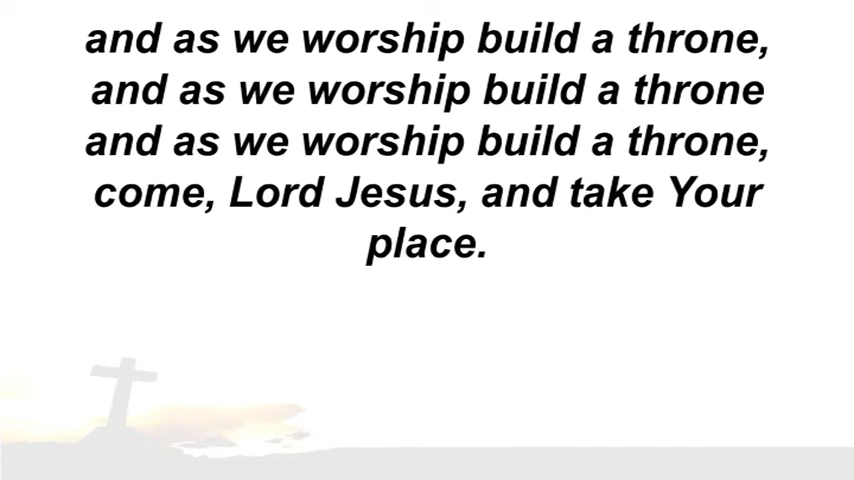 and as we worship build a throne,
and as we worship build a throne
and as we worship build a throne,
come, Lord Jesus, and take Your
place.